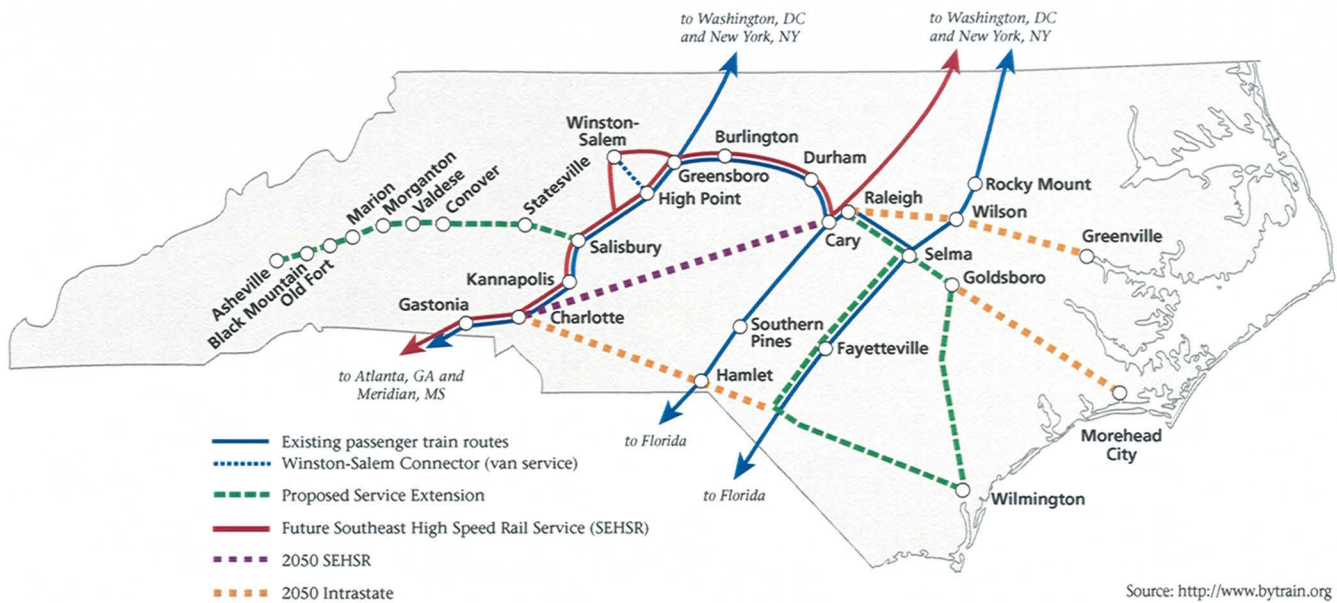 to Washington, DC
and New York, NY
to Washington, DC
and New York, NY
Winston-
Salem
Burlington
Greensboro
Durham
High Point
Statesville
Conover
Valdese
Morganton
Marion
Old Fort
Black Mountain
Asheville
Salisbury
Kannapolis
Gastonia
Charlotte
Raleigh
Cary
Rocky Mount
Wilson
Greenville
Selma
Goldsboro
Southern
Pines
Fayetteville
Hamlet
Morehead
City
Wilmington
to Atlanta, GA and
Meridian, MS
to Florida
to Florida
Existing passenger train routes
Winston-Salem Connector (van service)
Proposed Service Extension
Future Southeast High Speed Rail Service (SEHSR)
2050 SEHSR
2050 Intrastate
Source: http://www.bytrain.org